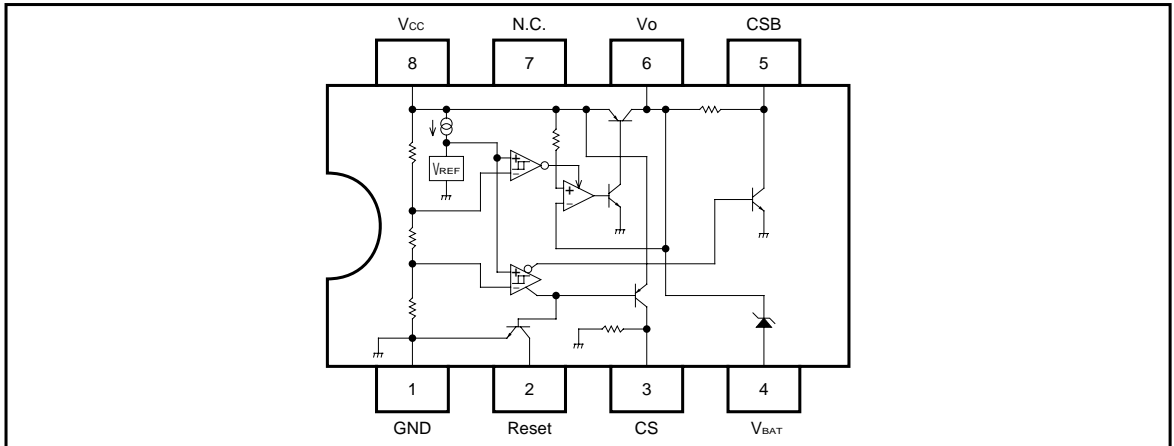 Vcc N.C. Vo CSB
8 7 6 5
VREF
+
−
+
−
+
−
1 2 3 4
GND Reset CS VBAT